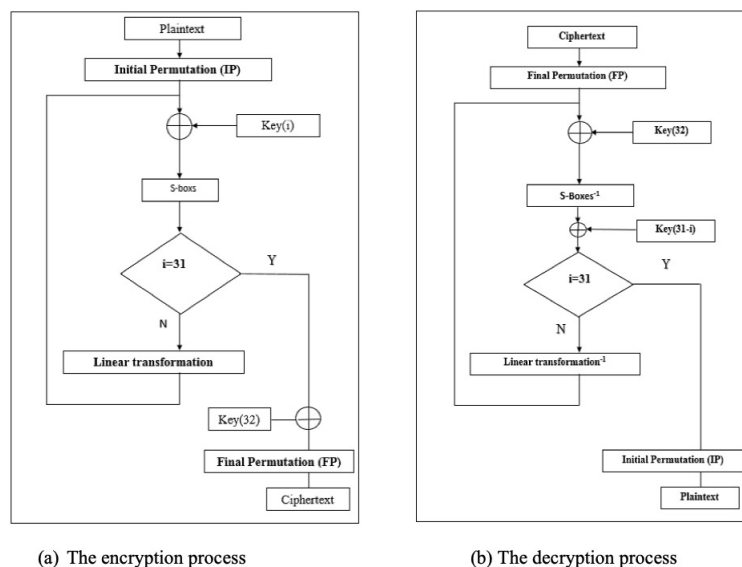 Plaintext
Initial Permutation (IP)
Key(i)
S-boxs
i=31
Y
N
Linear transformation
Key(32)
Final Permutation (FP)
Ciphertext
(a) The encryption process
Ciphertext
Final Permutation (FP)
Key(32)
S-Boxes⁻¹
Key(31-i)
i=31
Y
N
Linear transformation⁻¹
Initial Permutation (IP)
Plaintext
(b) The decryption process